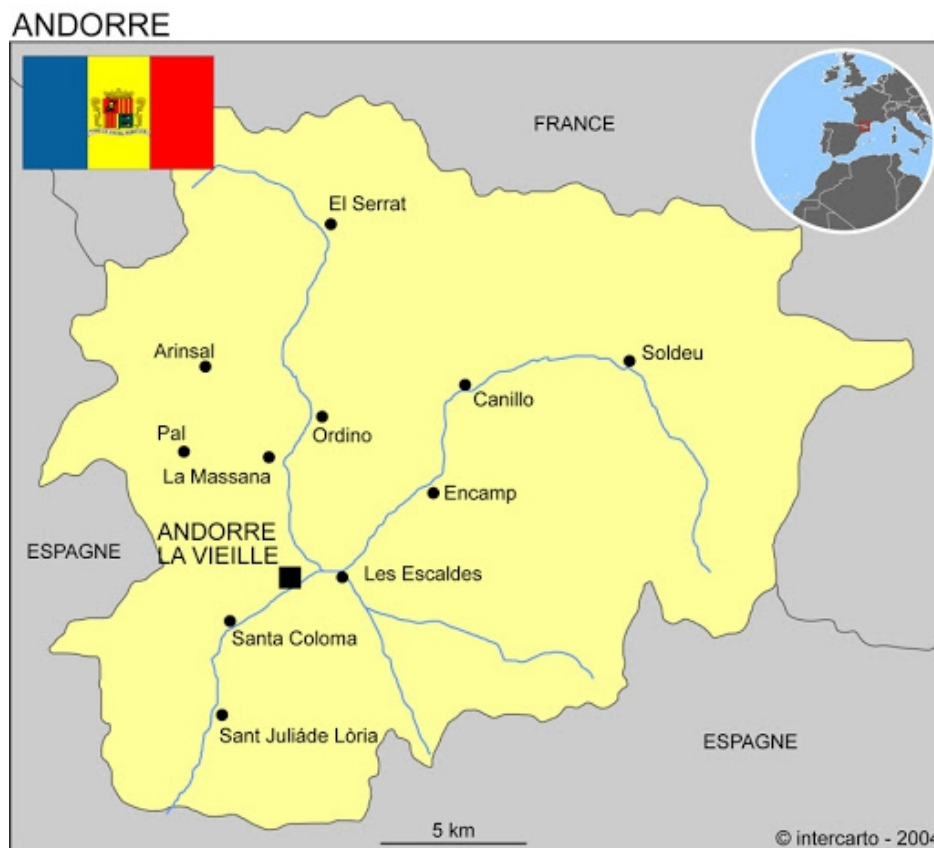 ANDORRE
FRANCE
El Serrat
Arinsal
Soldeu
Canillo
Ordino
Pal
La Massana
Encamp
ANDORRE
LA VIEILLE
ESPAGNE
Les Escaldes
Santa Coloma
Sant Juliáde Lòria
ESPAGNE
5 km
© intercarto - 2004